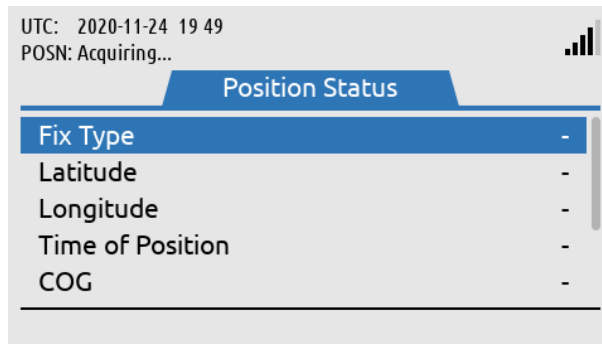 UTC: 2020-11-24 19 49
POSN: Acquiring...
Position Status
Fix Type -
Latitude -
Longitude -
Time of Position -
COG -